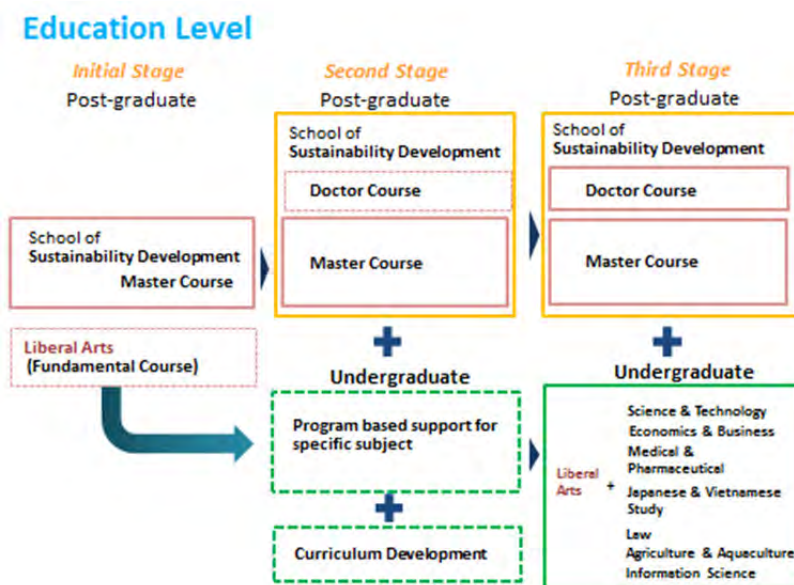 Education Level
Initial Stage
Post-graduate
School of
Sustainability Development
Master Course
Liberal Arts
(Fundamental Course)
Second Stage
Post-graduate
School of
Sustainability Development
Doctor Course
Master Course
Undergraduate
Program based support for
specific subject
Curriculum Development
Third Stage
Post-graduate
School of
Sustainability Development
Doctor Course
Master Course
Undergraduate
Liberal
Arts
+
Science & Technology
Economics & Business
Medical &
Pharmaceutical
Japanese & Vietnamese
Study
Law
Agriculture & Aquaculture
Information Science